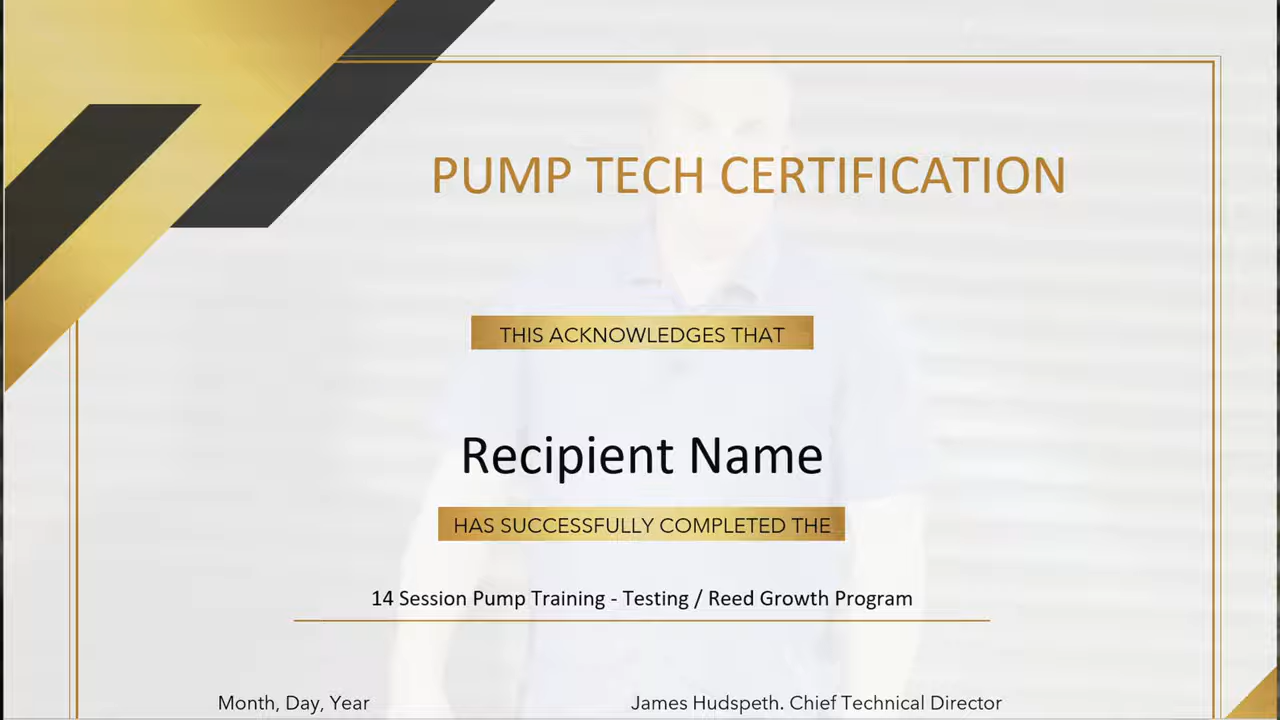 PUMP TECH CERTIFICATION
THIS ACKNOWLEDGES THAT
Recipient Name
HAS SUCCESSFULLY COMPLETED THE
14 Session Pump Training - Testing / Reed Growth Program
Month, Day, Year
James Hudspeth. Chief Technical Director